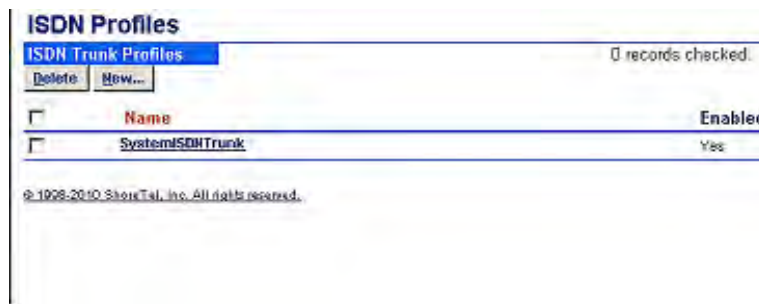 ISDN Profiles
ISDN Trunk Profiles 0 records checked.
Delete New...
Name Enabled
SystemISDNTrunk Yes
© 1998-2010 ShoreTel, Inc. All rights reserved.